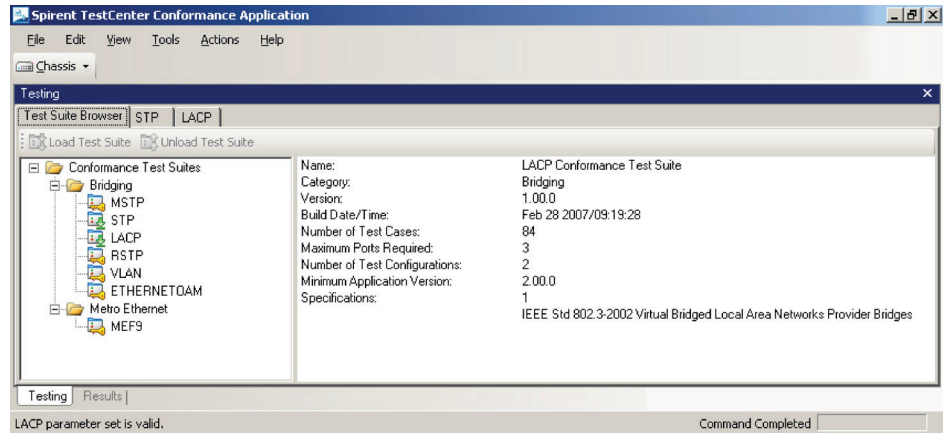 Spirent TestCenter Conformance Application
File Edit View Tools Actions Help
Chassis
Testing
Test Suite Browser STP LACP
Load Test Suite Unload Test Suite
Conformance Test Suites
Bridging
MSTP
STP
LACP
RSTP
VLAN
ETHERNETOAM
Metro Ethernet
MEF9
Name: LACP Conformance Test Suite
Category: Bridging
Version: 1.00.0
Build Date/Time: Feb 28 2007/09:19:28
Number of Test Cases: 84
Maximum Ports Required: 3
Number of Test Configurations: 2
Minimum Application Version: 2.00.0
Specifications: 1
IEEE Std 802.3-2002 Virtual Bridged Local Area Networks Provider Bridges
Testing Results
LACP parameter set is valid. Command Completed